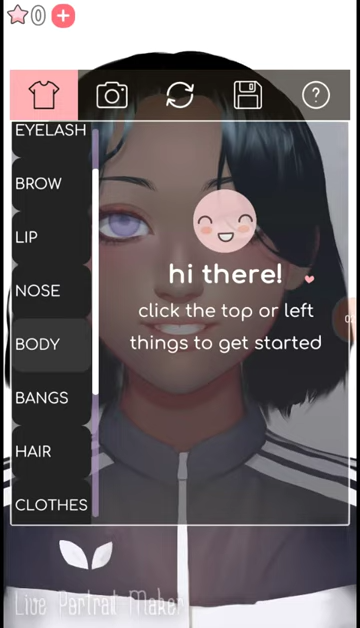 0
EYELASH
BROW
LIP
NOSE
BODY
BANGS
HAIR
CLOTHES
hi there!
click the top or left
things to get started
Live Portrait Maker